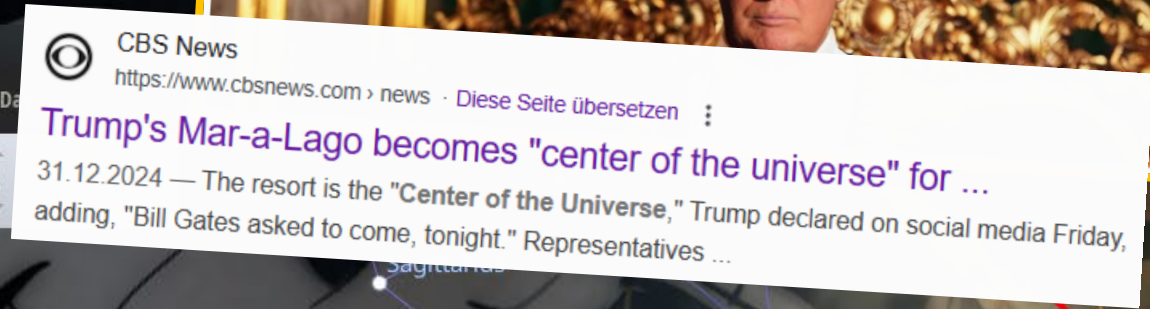 CBS News
https://www.cbsnews.com › news · Diese Seite übersetzen
Trump's Mar-a-Lago becomes "center of the universe" for ...
Da
31.12.2024 — The resort is the "Center of the Universe," Trump declared on social media Friday,
adding, "Bill Gates asked to come, tonight." Representatives ...
Sagittarius